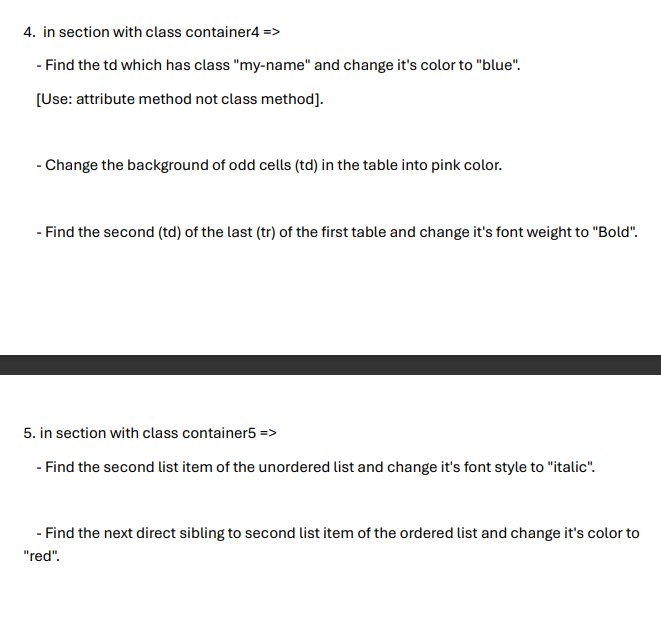 4. in section with class container4 =>
- Find the td which has class "my-name" and change it's color to "blue".
[Use: attribute method not class method].
- Change the background of odd cells (td) in the table into pink color.
- Find the second (td) of the last (tr) of the first table and change it's font weight to "Bold".
5. in section with class container5 =>
- Find the second list item of the unordered list and change it's font style to "italic".
- Find the next direct sibling to second list item of the ordered list and change it's color to
"red".